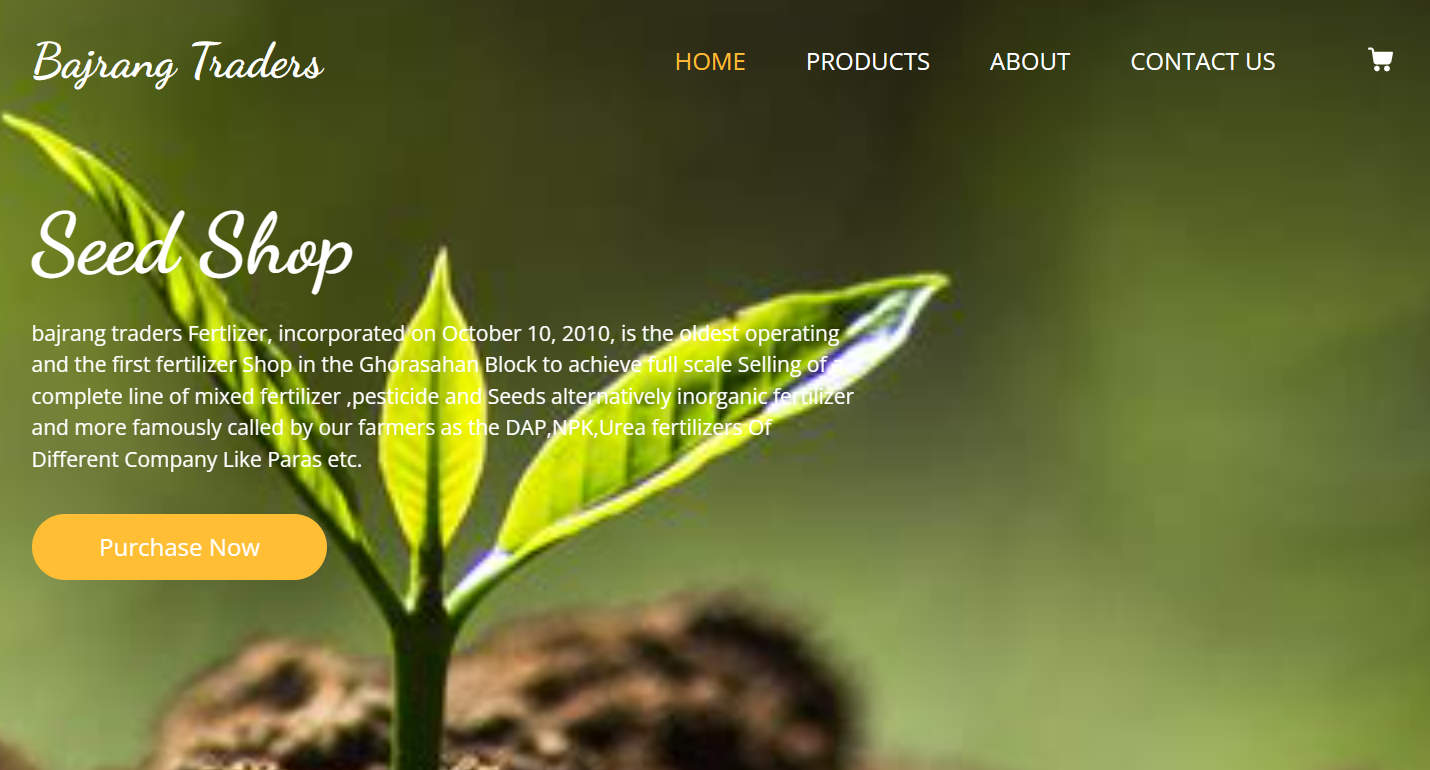 Bajrang Traders
HOME PRODUCTS ABOUT CONTACT US
Seed Shop
bajrang traders Fertlizer, incorporated on October 10, 2010, is the oldest operating
and the first fertilizer Shop in the Ghorasahan Block to achieve full scale Selling of a
complete line of mixed fertilizer ,pesticide and Seeds alternatively inorganic fertilizer
and more famously called by our farmers as the DAP,NPK,Urea fertilizers Of
Different Company Like Paras etc.
Purchase Now